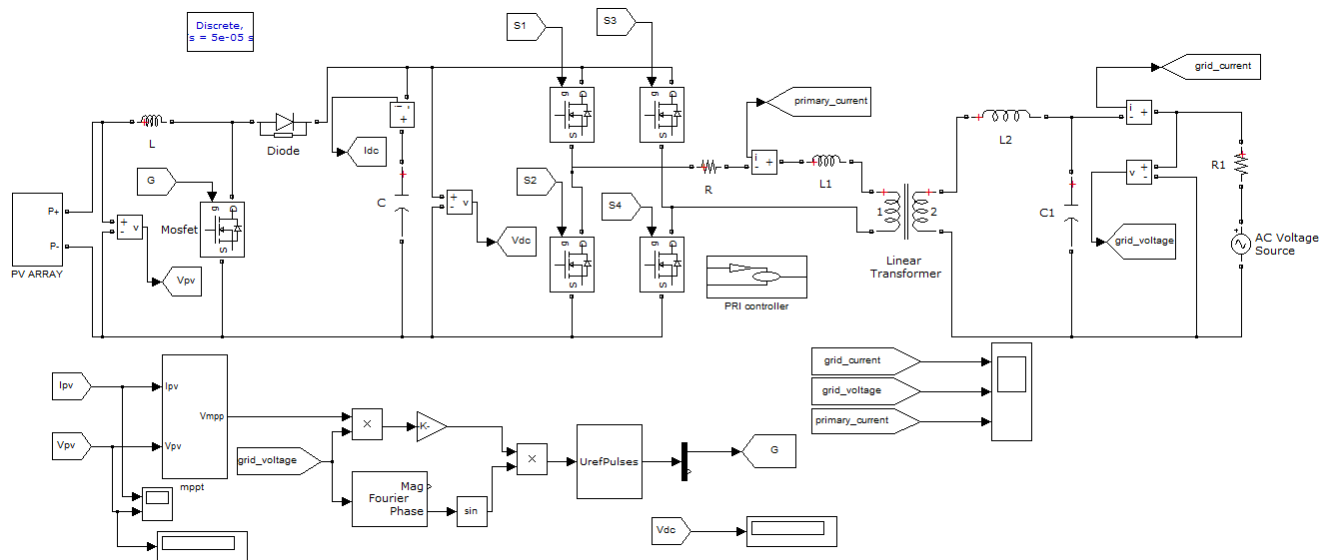 Discrete,
s = 5e-05 s
S1
S3
grid_current
primary_current
g
S
g
S
i
+
-
L
Diode
Idc
C
R
L1
L2
C1
R1
G
S2
S4
P+
P-
PV ARRAY
Mosfet
Vpv
v
Vdc
1
2
Linear
Transformer
PRI controller
grid_voltage
AC Voltage
Source
Ipv
Vpv
Ipv
Vpv
Vmpp
mppt
grid_voltage
×
K-
×
Mag
Fourier
Phase
sin
UrefPulses
G
Vdc
grid_current
grid_voltage
primary_current